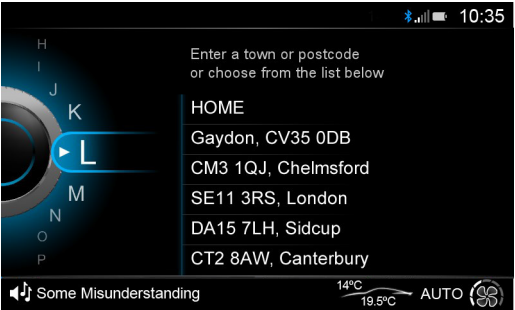 10:35
H
I
J
K
L
M
N
O
P
Enter a town or postcode
or choose from the list below
HOME
Gaydon, CV35 0DB
CM3 1QJ, Chelmsford
SE11 3RS, London
DA15 7LH, Sidcup
CT2 8AW, Canterbury
Some Misunderstanding
14ºC
19.5ºC
AUTO